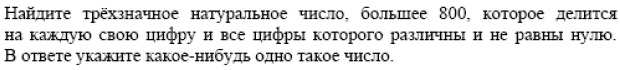 Найдите трёхзначное натуральное число, большее 800, которое делится
на каждую свою цифру и все цифры которого различны и не равны нулю.
В ответе укажите какое-нибудь одно такое число.